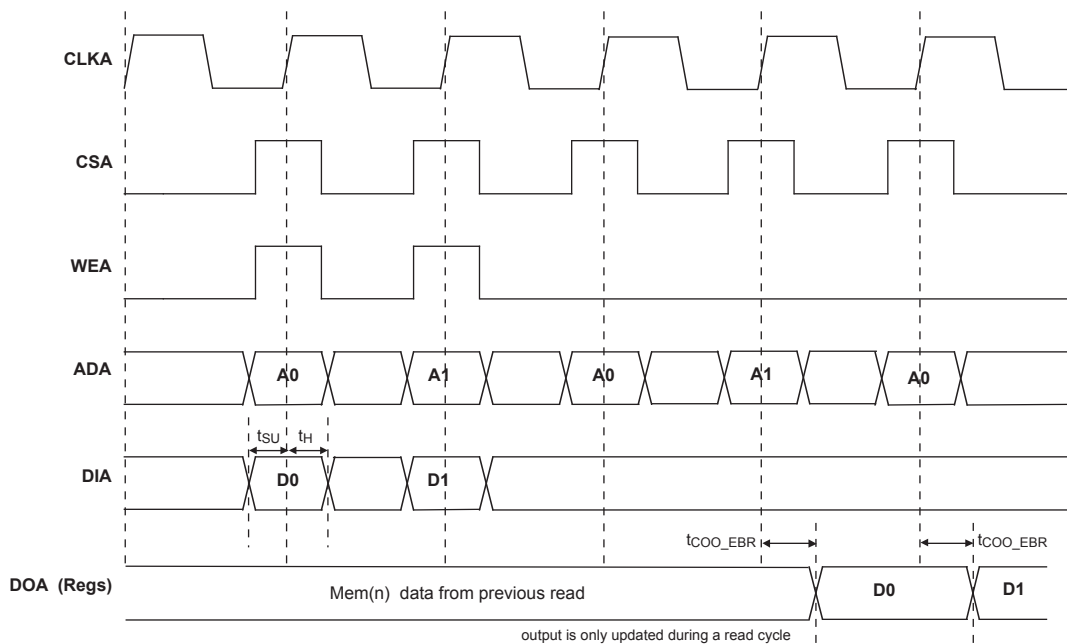 CLKA
CSA
WEA
ADA A0 A1 A0 A1 A0
tSU tH
DIA D0 D1
tCOO_EBR tCOO_EBR
DOA (Regs) Mem(n) data from previous read D0 D1
output is only updated during a read cycle